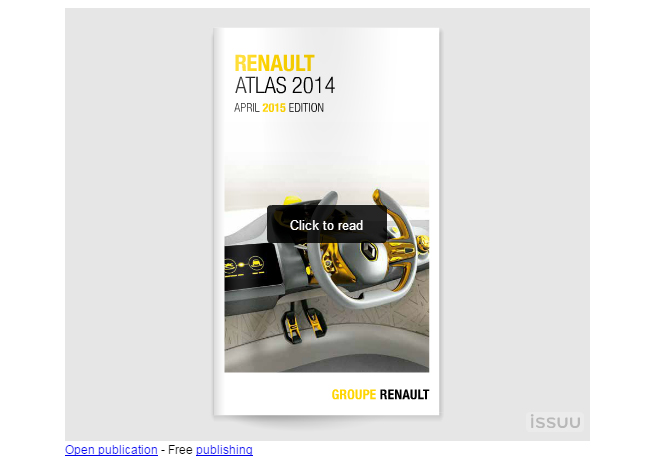 RENAULT
ATLAS 2014
APRIL 2015 EDITION
Click to read
GROUPE RENAULT
issuu
Open publication - Free publishing